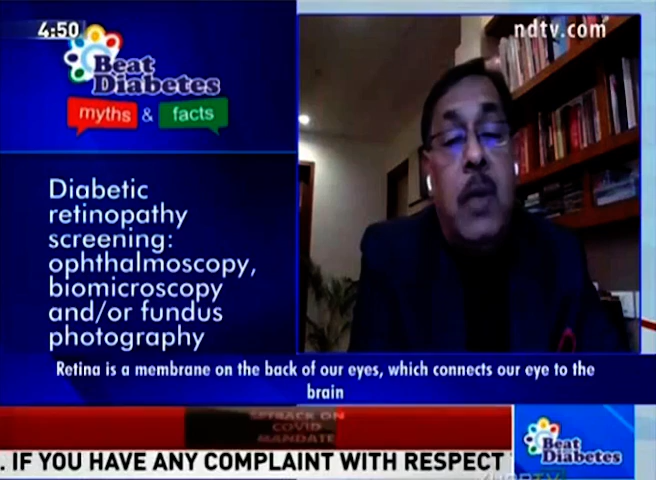 4:50
ndtv.com
Beat
Diabetes
myths & facts
Diabetic
retinopathy
screening:
ophthalmoscopy,
biomicroscopy
and/or fundus
photography
Retina is a membrane on the back of our eyes, which connects our eye to the
brain
SETBACK ON
COVID
MANDATE
. IF YOU HAVE ANY COMPLAINT WITH RESPECT
Beat
Diabetes